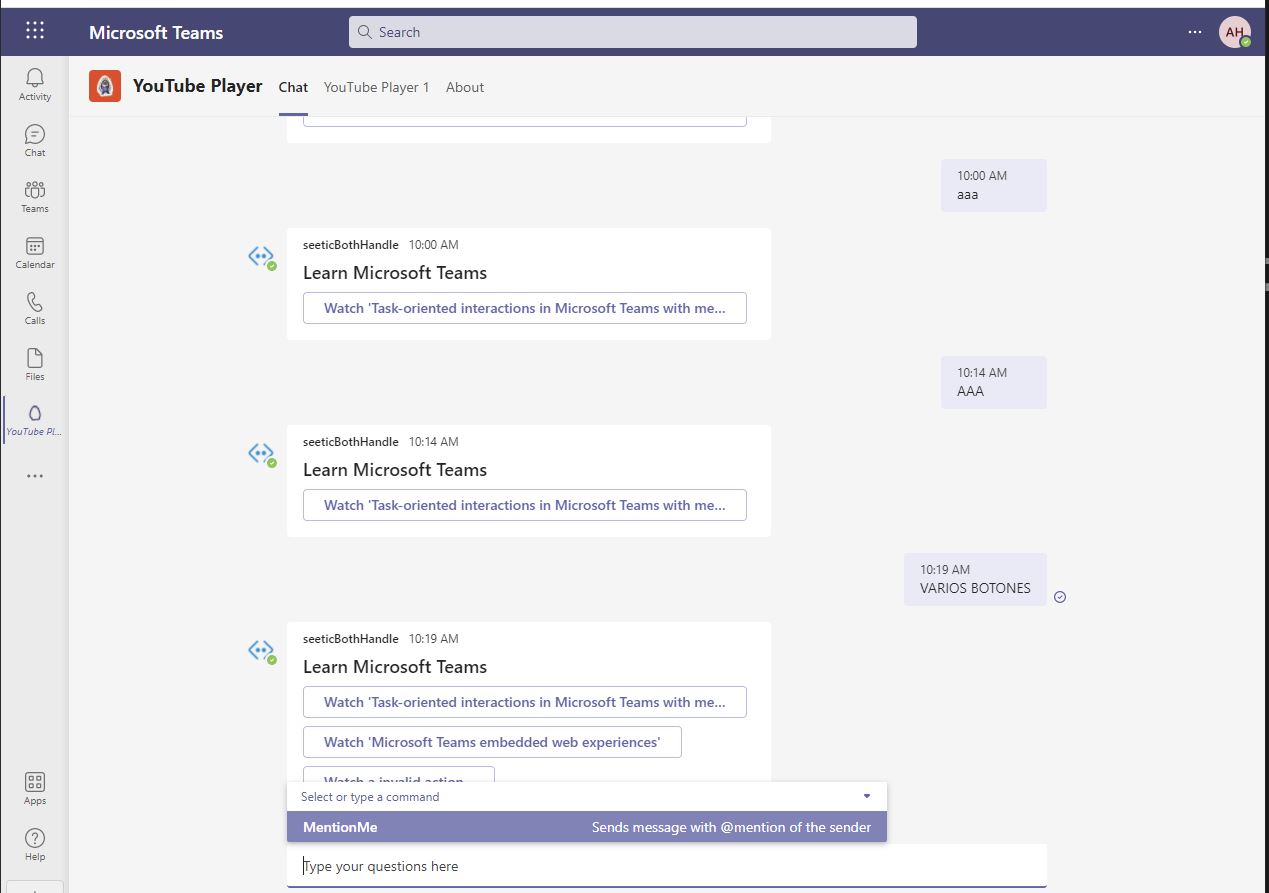 Microsoft Teams
Search
AH
Activity
Chat
Teams
Calendar
Calls
Files
YouTube Pl...
Apps
Help
YouTube Player
Chat
YouTube Player 1
About
10:00 AM
aaa
seeticBothHandle 10:00 AM
Learn Microsoft Teams
Watch 'Task-oriented interactions in Microsoft Teams with me...
10:14 AM
AAA
seeticBothHandle 10:14 AM
Learn Microsoft Teams
Watch 'Task-oriented interactions in Microsoft Teams with me...
10:19 AM
VARIOS BOTONES
seeticBothHandle 10:19 AM
Learn Microsoft Teams
Watch 'Task-oriented interactions in Microsoft Teams with me...
Watch 'Microsoft Teams embedded web experiences'
Watch a invalid action
Select or type a command
MentionMe Sends message with @mention of the sender
Type your questions here